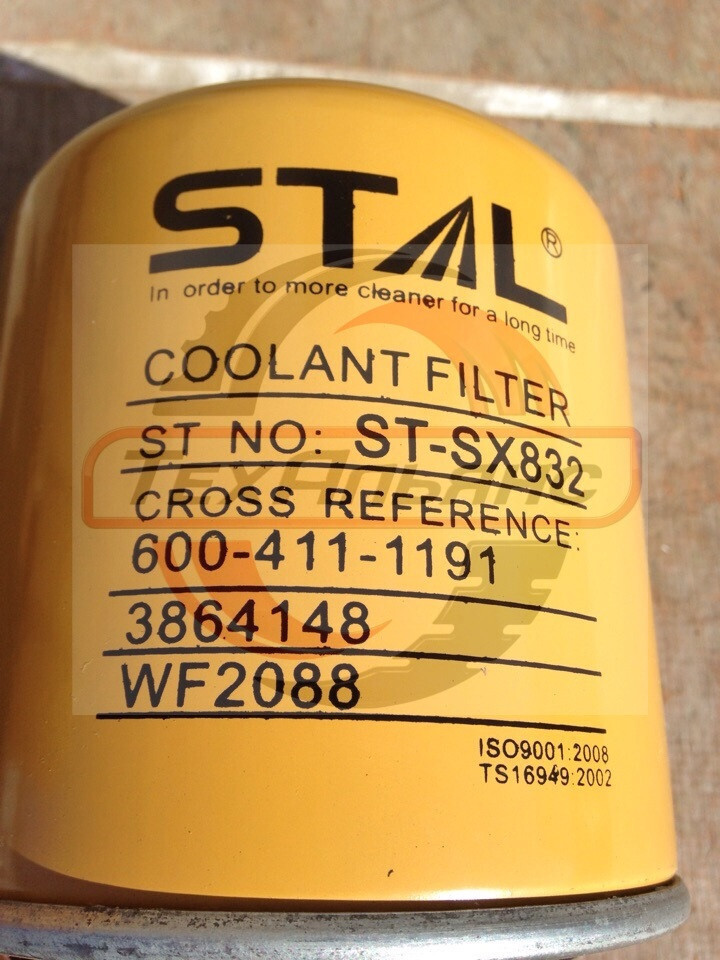 STAL®
In order to more cleaner for a long time
COOLANT FILTER
ST NO: ST-SX832
ТехАльянс
CROSS REFERENCE:
600-411-1191
3864148
WF2088
ISO9001:2008
TS16949:2002